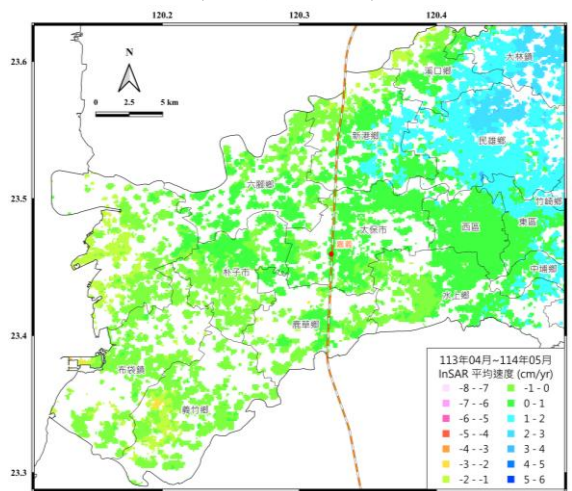 120.2 120.3 120.4
23.6
N
0 2.5 5 km
大林鎮
溪口鄉
新港鄉
民雄鄉
六腳鄉
竹崎鄉
23.5
東區
太保市
西區
嘉義
中埔鄉
朴子市
水上鄉
鹿草鄉
23.4
布袋鎮
義竹鄉
23.3
113年04月~114年05月
InSAR 平均速度 (cm/yr)
-8 - -7 -1 - 0
-7 - -6 0 - 1
-6 - -5 1 - 2
-5 - -4 2 - 3
-4 - -3 3 - 4
-3 - -2 4 - 5
-2 - -1 5 - 6